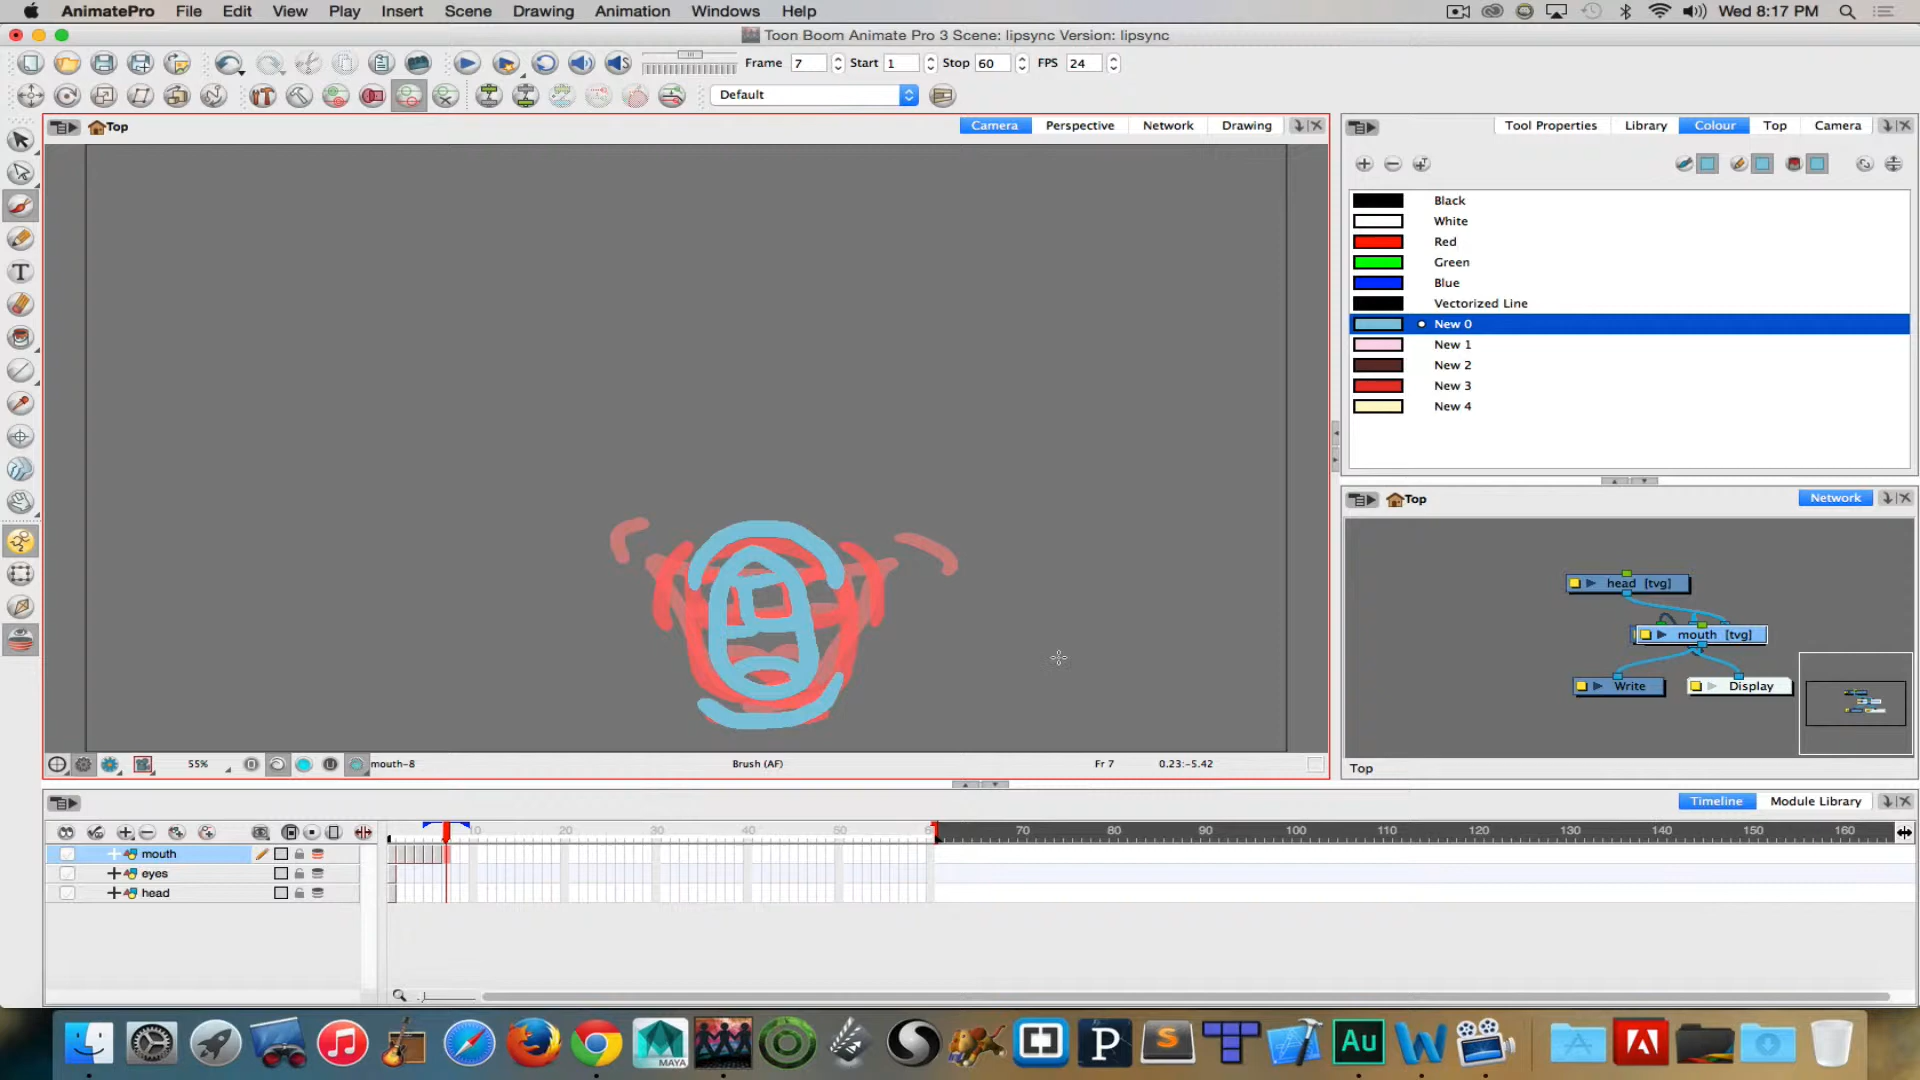 AnimatePro File Edit View Play Insert Scene Drawing Animation Windows Help Wed 8:17 PM
Toon Boom Animate Pro 3 Scene: lipsync Version: lipsync
Frame 7 Start 1 Stop 60 FPS 24
Default
Top Camera Perspective Network Drawing
Tool Properties Library Colour Top Camera
Black
White
Red
Green
Blue
Vectorized Line
New 0
New 1
New 2
New 3
New 4
Top Network
head [tvg]
mouth [tvg]
Write Display
Top
55% mouth-8 Brush (AF) Fr 7 0.23:-5.42
Timeline Module Library
20 30 40 50 70 80 90 100 110 120 130 140 150 160
mouth
eyes
head
MAYA
P
S
T
Au
W